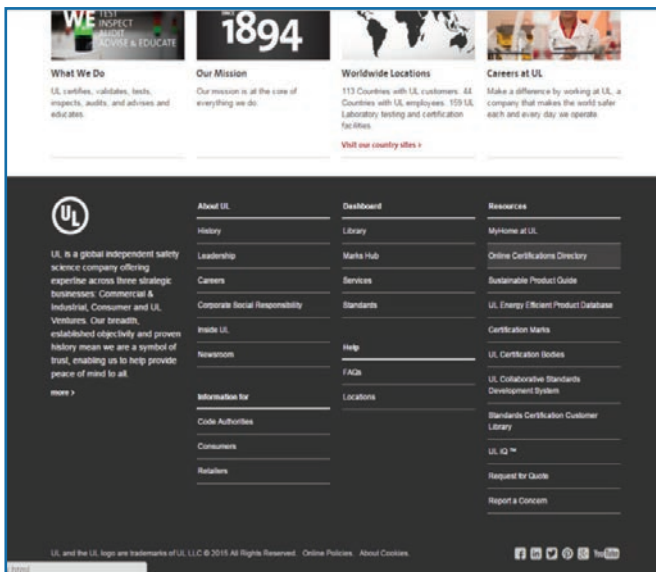 WE TEST
INSPECT
AUDIT
ADVISE & EDUCATE
SINCE
1894
What We Do
UL certifies, validates, tests,
inspects, audits, and advises and
educates.
Our Mission
Our mission is at the core of
everything we do.
Worldwide Locations
113 Countries with UL customers. 44
Countries with UL employees. 159 UL
Laboratory testing and certification
facilities.
Visit our country sites >
Careers at UL
Make a difference by working at UL, a
company that makes the world safer
each and every day we operate.
UL
UL is a global independent safety
science company offering
expertise across three strategic
businesses: Commercial &
Industrial, Consumer and UL
Ventures. Our breadth,
established objectivity and proven
history mean we are a symbol of
trust, enabling us to help provide
peace of mind to all.
more >
About UL
History
Leadership
Careers
Corporate Social Responsibility
Inside UL
Newsroom
Information for
Code Authorities
Consumers
Retailers
Dashboard
Library
Marks Hub
Services
Standards
Help
FAQs
Locations
Resources
MyHome at UL
Online Certifications Directory
Sustainable Product Guide
UL Energy Efficient Product Database
Certification Marks
UL Certification Bodies
UL Collaborative Standards
Development System
Standards Certification Customer
Library
UL iQ ™
Request for Quote
Report a Concern
UL and the UL logo are trademarks of UL LLC © 2015 All Rights Reserved. Online Policies. About Cookies.
You Tube
html